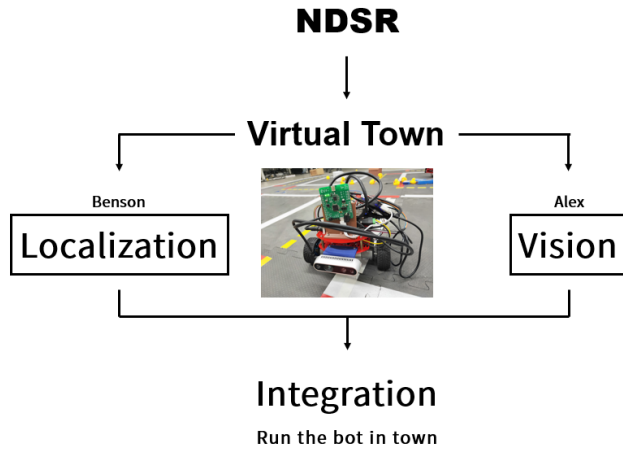 NDSR
Virtual Town
Benson
Alex
Localization
Vision
Integration
Run the bot in town